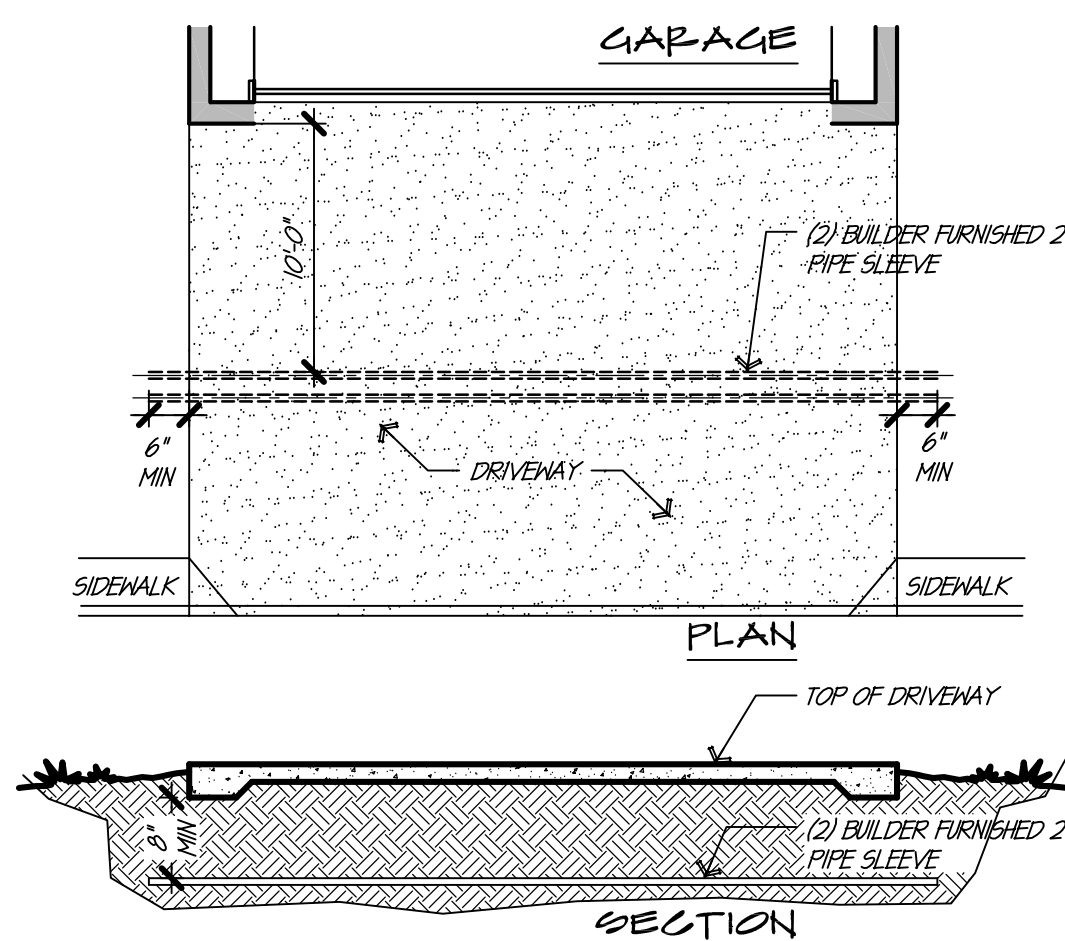 GARAGE
10'-0"
(2) BUILDER FURNISHED 2
PIPE SLEEVE
6"
MIN
6"
MIN
DRIVEWAY
SIDEWALK
SIDEWALK
PLAN
TOP OF DRIVEWAY
8"
MIN
(2) BUILDER FURNISHED 2
PIPE SLEEVE
SECTION